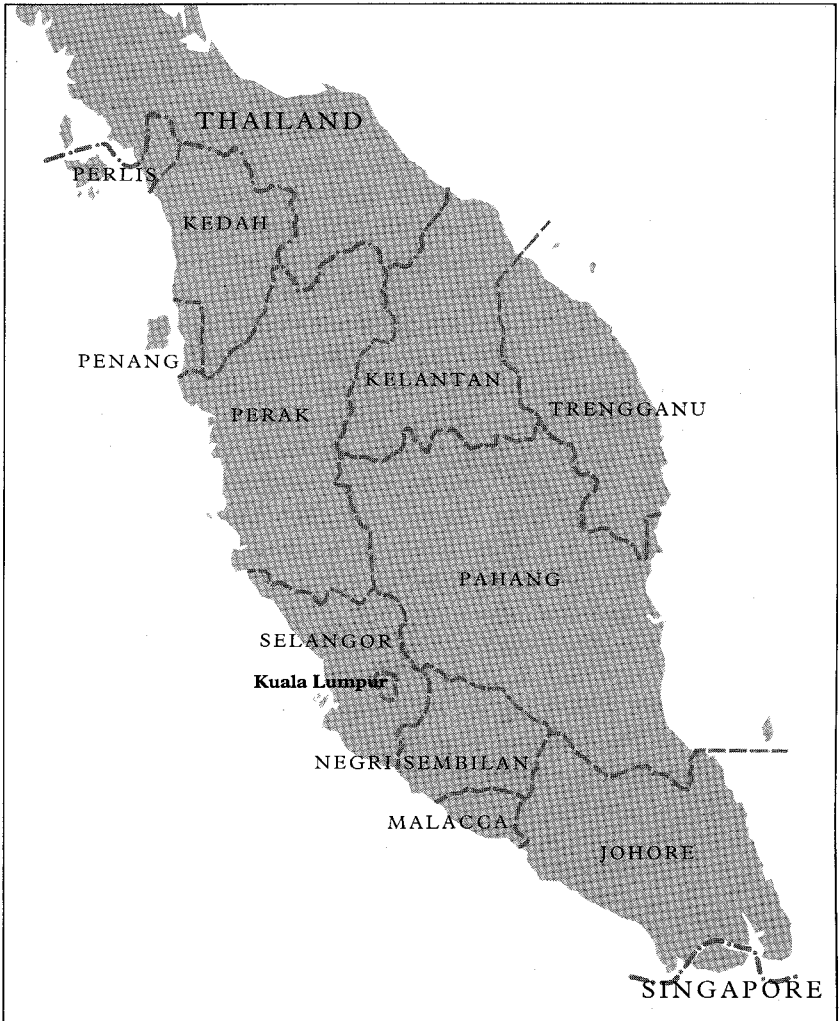 THAILAND
PERLIS
KEDAH
PENANG
KELANTAN
PERAK
TRENGGANU
PAHANG
SELANGOR
Kuala Lumpur
NEGRI SEMBILAN
MALACCA
JOHORE
SINGAPORE